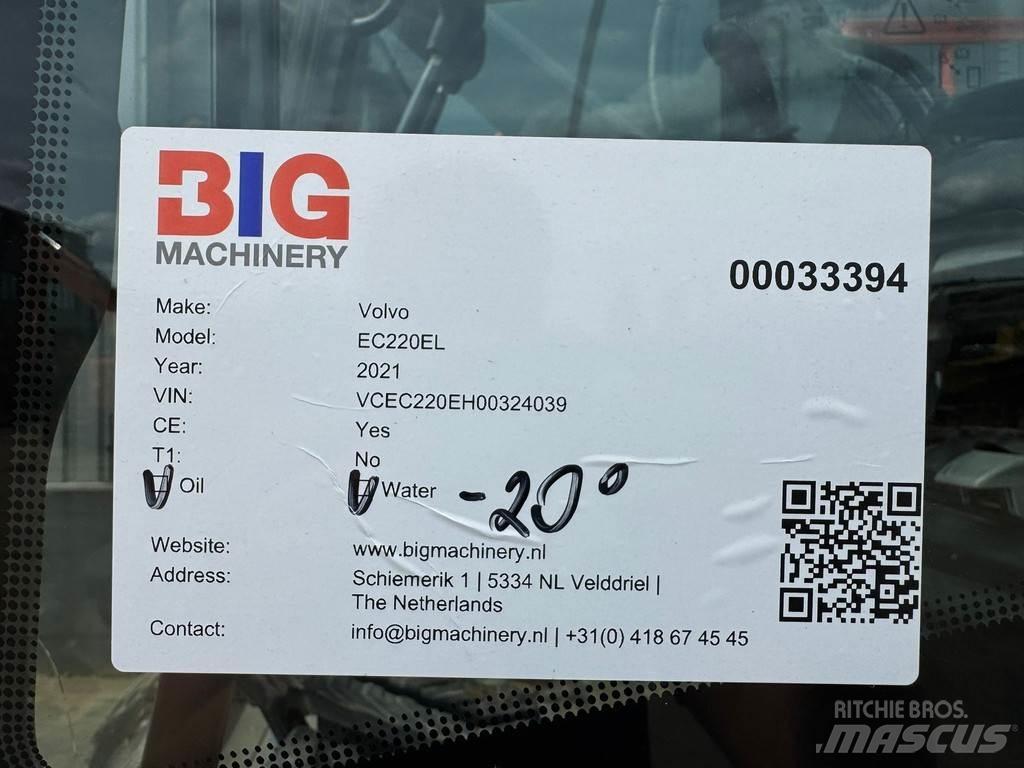 BIG
MACHINERY
00033394
Make: Volvo
Model: EC220EL
Year: 2021
VIN: VCEC220EH00324039
CE: Yes
T1: No
Oil Water -20°
Website: www.bigmachinery.nl
Address: Schiemerik 1 | 5334 NL Velddriel |
The Netherlands
Contact: info@bigmachinery.nl | +31(0) 418 67 45 45
RITCHIE BROS.
MASCUS